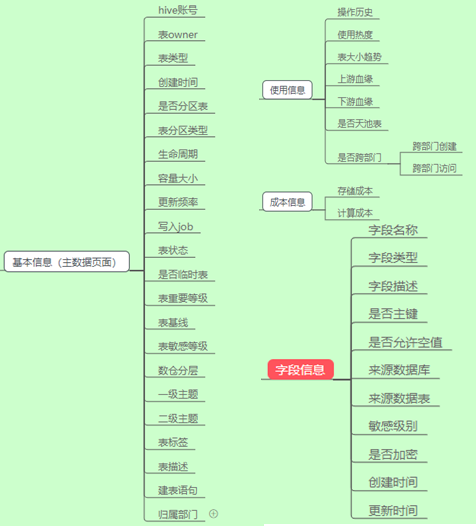 基本信息（主数据页面）
hive账号
表owner
表类型
创建时间
是否分区表
表分区类型
生命周期
容量大小
更新频率
写入job
表状态
是否临时表
表重要等级
表基线
表敏感等级
数仓分层
一级主题
二级主题
表标签
表描述
建表语句
归属部门
使用信息
操作历史
使用热度
表大小趋势
上游血缘
下游血缘
是否天池表
是否跨部门
跨部门创建
跨部门访问
成本信息
存储成本
计算成本
字段信息
字段名称
字段类型
字段描述
是否主键
是否允许空值
来源数据库
来源数据表
敏感级别
是否加密
创建时间
更新时间